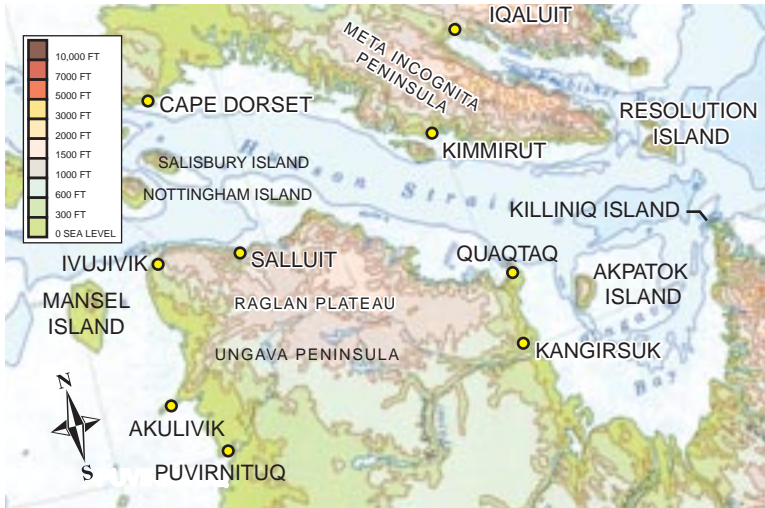 IQALUIT
META INCOGNITA
PENINSULA
10,000 FT
7000 FT
5000 FT
3000 FT
2000 FT
1500 FT
1000 FT
600 FT
300 FT
0 SEA LEVEL
CAPE DORSET
RESOLUTION
ISLAND
KIMMIRUT
SALISBURY ISLAND
Hudson Strait
NOTTINGHAM ISLAND
KILLINIQ ISLAND
IVUJIVIK
SALLUIT
QUAQTAQ
AKPATOK
ISLAND
MANSEL
ISLAND
RAGLAN PLATEAU
Ungava
Bay
UNGAVA PENINSULA
KANGIRSUK
N
S
AKULIVIK
PUVIRNITUQ